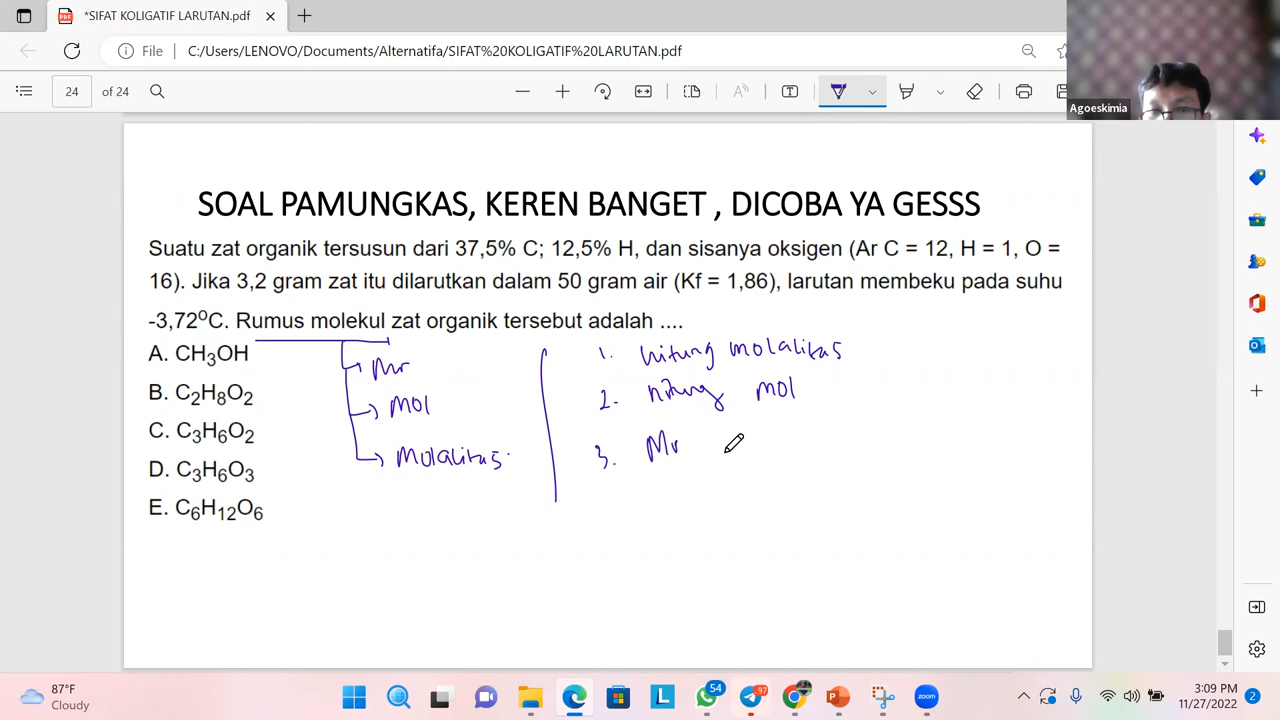 *SIFAT KOLIGATIF LARUTAN.pdf
File C:/Users/LENOVO/Documents/Alternatifa/SIFAT%20KOLIGATIF%20LARUTAN.pdf
24 of 24
Agoeskimia
SOAL PAMUNGKAS, KEREN BANGET , DICOBA YA GESSS
Suatu zat organik tersusun dari 37,5% C; 12,5% H, dan sisanya oksigen (Ar C = 12, H = 1, O =
16). Jika 3,2 gram zat itu dilarutkan dalam 50 gram air (Kf = 1,86), larutan membeku pada suhu
-3,72⁰C. Rumus molekul zat organik tersebut adalah ....
A. CH₃OH
B. C₂H₈O₂
C. C₃H₆O₂
D. C₃H₆O₃
E. C₆H₁₂O₆
Mr
Mol
Molalitas
1. hitung molalitas
2. hitung mol
3. Mr
87°F
Cloudy
54
97
3:09 PM
11/27/2022
2